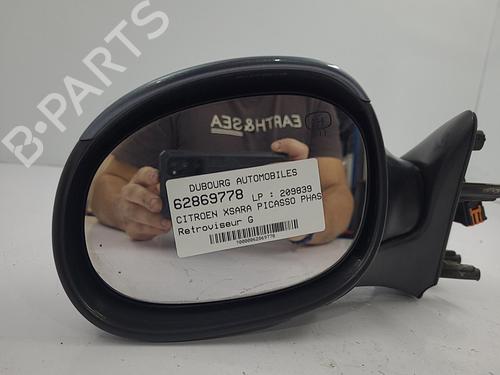 B-PARTS
EARTH&SEA
DUBOURG AUTOMOBILES
62869778 LP : 209839
CITROEN XSARA PICASSO PHAS
Retroviseur G